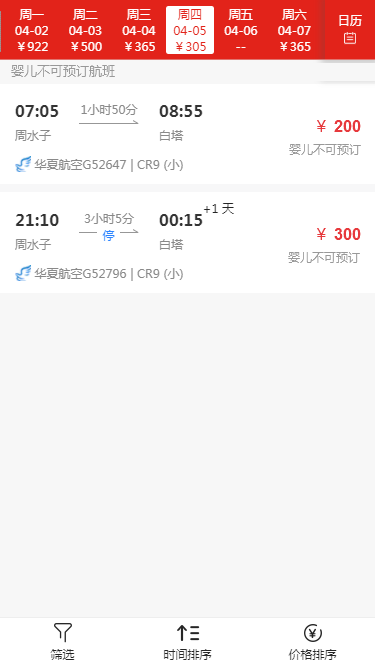 周一 周二 周三 周四 周五 周六 日历
04-02 04-03 04-04 04-05 04-06 04-07
￥922 ￥500 ￥365 ￥305 -- ￥365
婴儿不可预订航班
07:05 1小时50分 08:55
周水子 白塔
￥ 200
婴儿不可预订
华夏航空G52647 | CR9 (小)
21:10 3小时5分 00:15 +1 天
周水子 停 白塔
￥ 300
婴儿不可预订
华夏航空G52796 | CR9 (小)
筛选 时间排序 价格排序